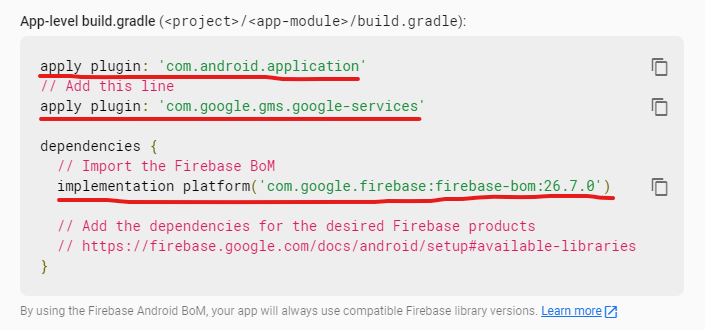 App-level build.gradle (<project>/<app-module>/build.gradle):
apply plugin: 'com.android.application'
// Add this line
apply plugin: 'com.google.gms.google-services'
dependencies {
// Import the Firebase BoM
implementation platform('com.google.firebase:firebase-bom:26.7.0')
// Add the dependencies for the desired Firebase products
// https://firebase.google.com/docs/android/setup#available-libraries
}
By using the Firebase Android BoM, your app will always use compatible Firebase library versions. Learn more